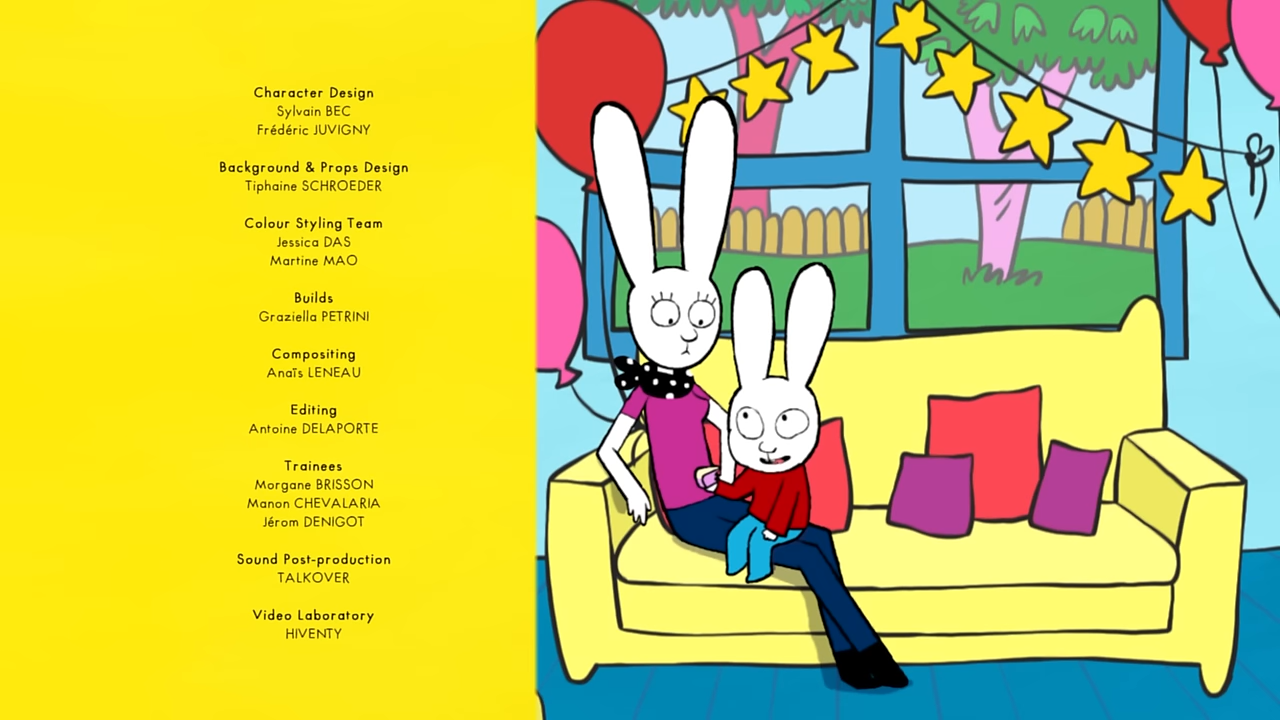 Character Design
Sylvain BEC
Frédéric JUVIGNY
Background & Props Design
Tiphaine SCHROEDER
Colour Styling Team
Jessica DAS
Martine MAO
Builds
Graziella PETRINI
Compositing
Anaïs LENEAU
Editing
Antoine DELAPORTE
Trainees
Morgane BRISSON
Manon CHEVALARIA
Jérom DENIGOT
Sound Post-production
TALKOVER
Video Laboratory
HIVENTY